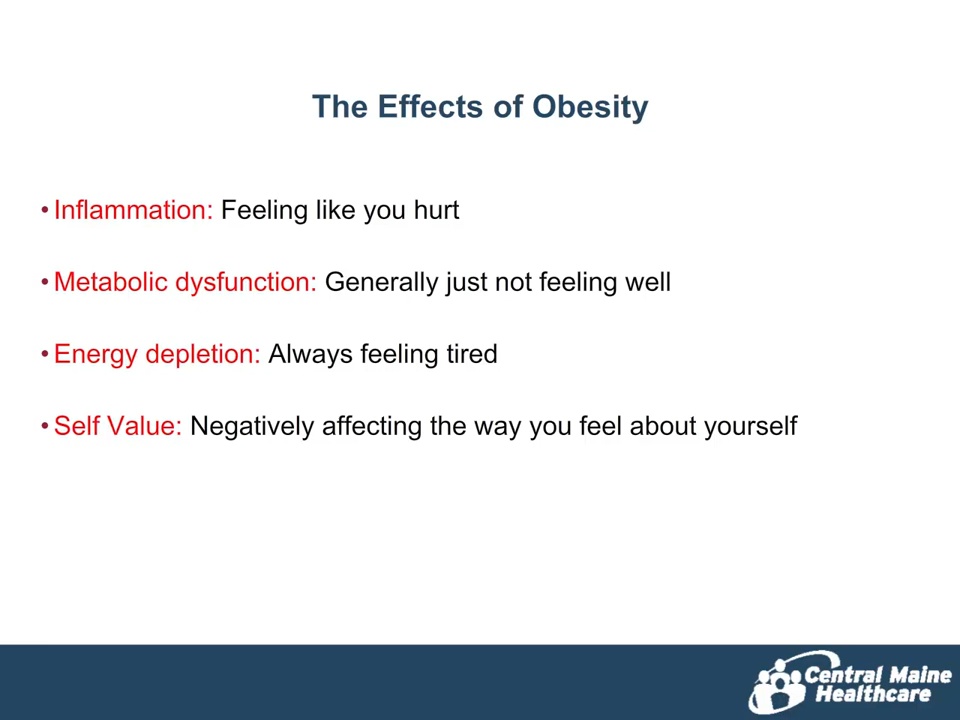 The Effects of Obesity
• Inflammation: Feeling like you hurt
• Metabolic dysfunction: Generally just not feeling well
• Energy depletion: Always feeling tired
• Self Value: Negatively affecting the way you feel about yourself
Central Maine
Healthcare